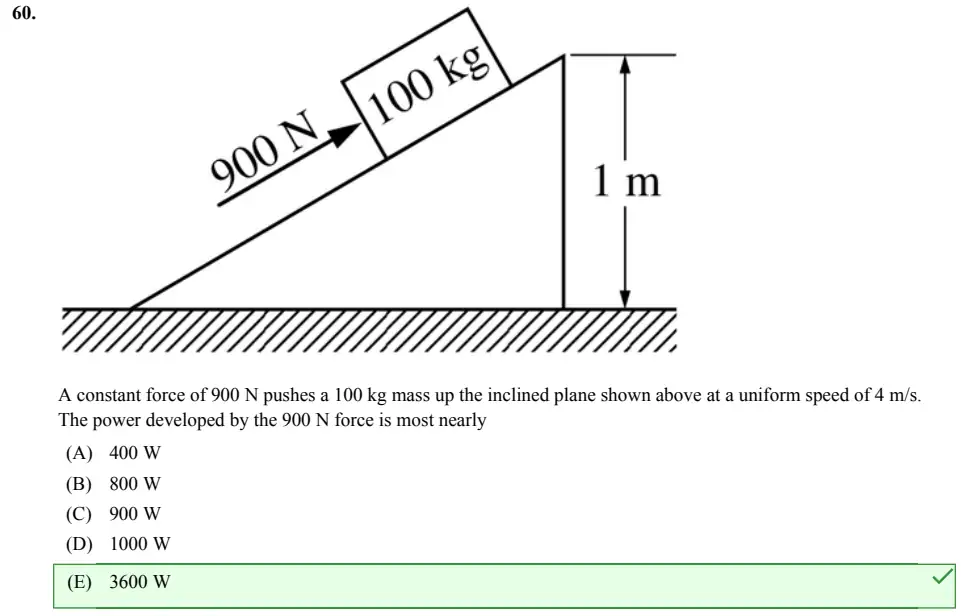 60.
900 N
100 kg
1 m
A constant force of 900 N pushes a 100 kg mass up the inclined plane shown above at a uniform speed of 4 m/s.
The power developed by the 900 N force is most nearly
(A) 400 W
(B) 800 W
(C) 900 W
(D) 1000 W
(E) 3600 W